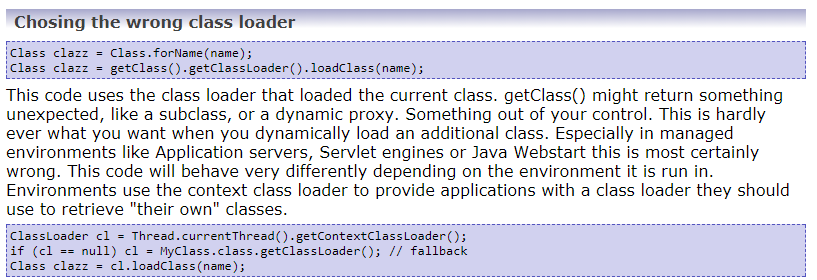 Chosing the wrong class loader
Class clazz = Class.forName(name);
Class clazz = getClass().getClassLoader().loadClass(name);
This code uses the class loader that loaded the current class. getClass() might return something
unexpected, like a subclass, or a dynamic proxy. Something out of your control. This is hardly
ever what you want when you dynamically load an additional class. Especially in managed
environments like Application servers, Servlet engines or Java Webstart this is most certainly
wrong. This code will behave very differently depending on the environment it is run in.
Environments use the context class loader to provide applications with a class loader they should
use to retrieve "their own" classes.
ClassLoader cl = Thread.currentThread().getContextClassLoader();
if (cl == null) cl = MyClass.class.getClassLoader(); // fallback
Class clazz = cl.loadClass(name);